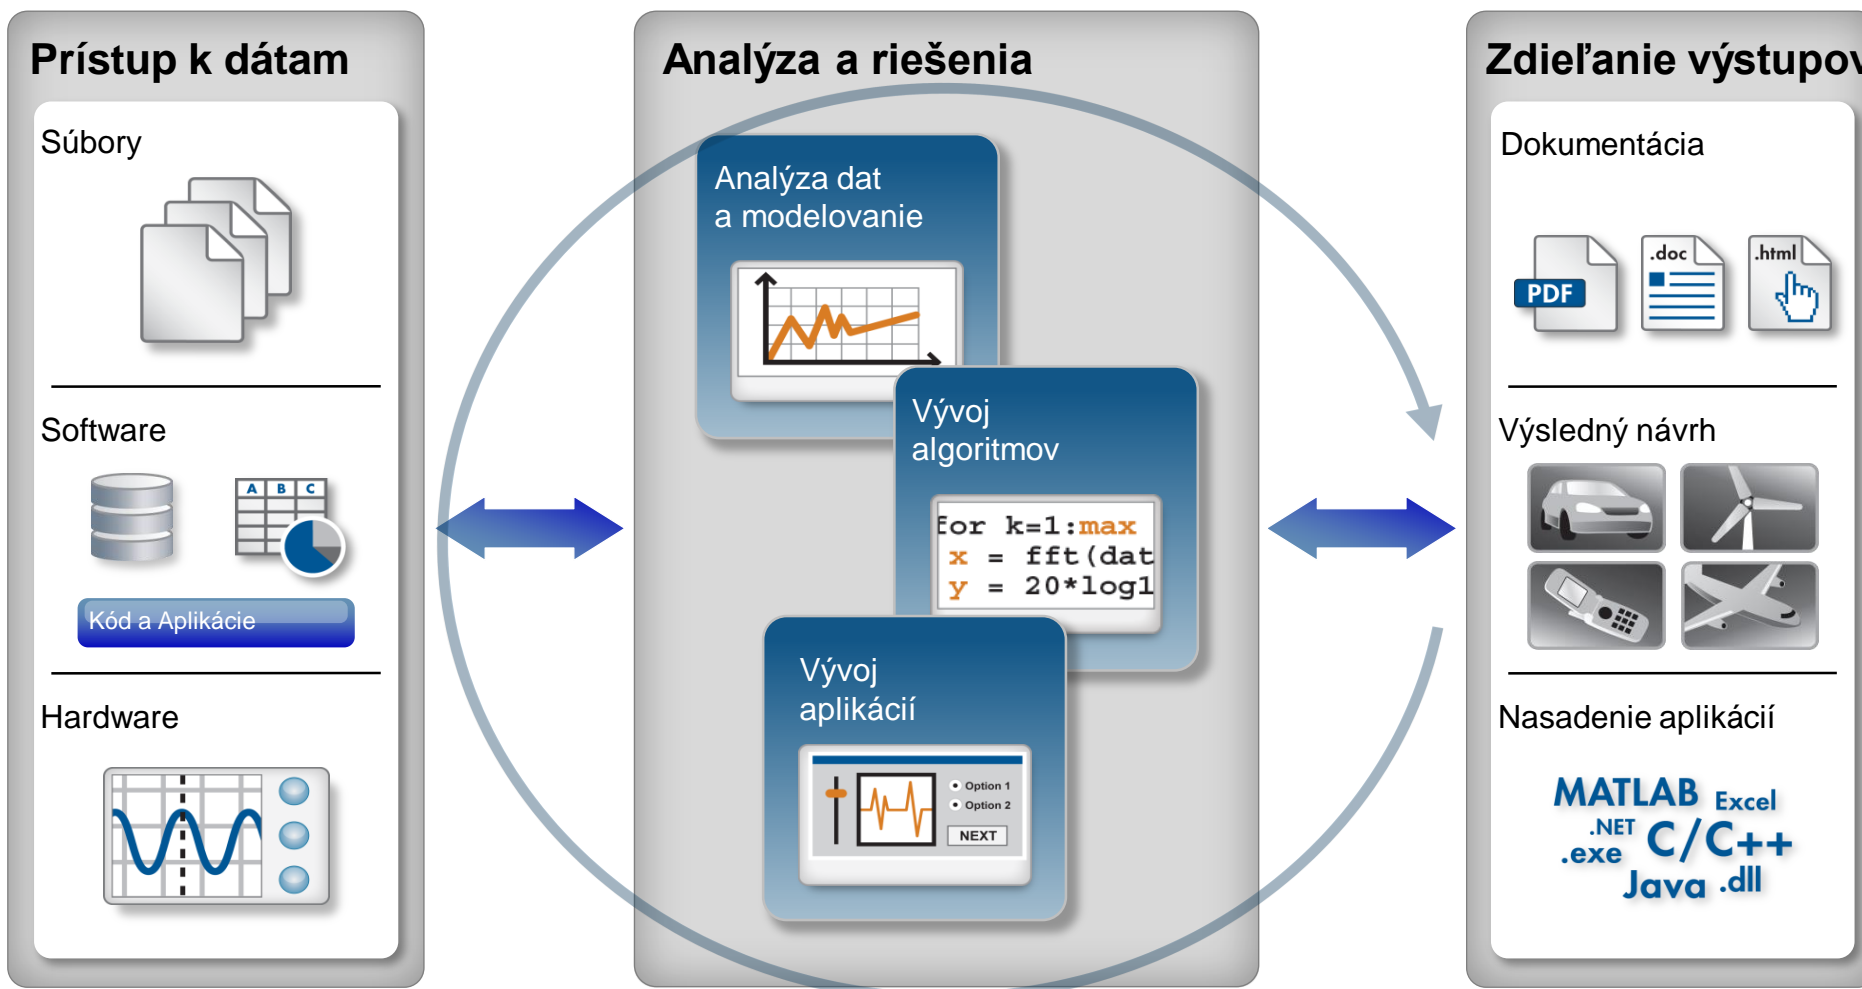 Prístup k dátam
Súbory
Software
A B C
Kód a Aplikácie
Hardware
Analýza a riešenia
Analýza dat
a modelovanie
Vývoj
algoritmov
for k=1:max
x = fft(dat
y = 20*log1
Vývoj
aplikácií
Option 1
Option 2
NEXT
Zdieľanie výstupov
Dokumentácia
PDF
.doc
.html
Výsledný návrh
Nasadenie aplikácií
MATLAB Excel
.NET C/C++
.exe
Java .dll